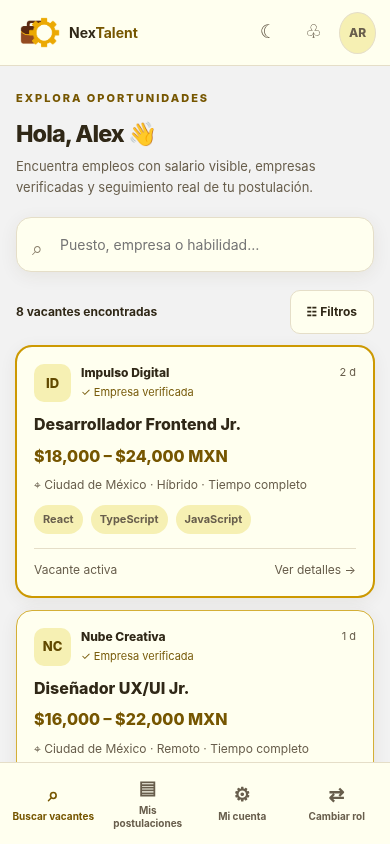 NexTalent
AR
EXPLORA OPORTUNIDADES
Hola, Alex 👋
Encuentra empleos con salario visible, empresas
verificadas y seguimiento real de tu postulación.
Puesto, empresa o habilidad...
8 vacantes encontradas
Filtros
ID
Impulso Digital
2 d
✓ Empresa verificada
Desarrollador Frontend Jr.
$18,000 – $24,000 MXN
Ciudad de México · Híbrido · Tiempo completo
React TypeScript JavaScript
Vacante activa
Ver detalles →
NC
Nube Creativa
1 d
✓ Empresa verificada
Diseñador UX/UI Jr.
$16,000 – $22,000 MXN
Ciudad de México · Remoto · Tiempo completo
Buscar vacantes
Mis
postulaciones
Mi cuenta
Cambiar rol